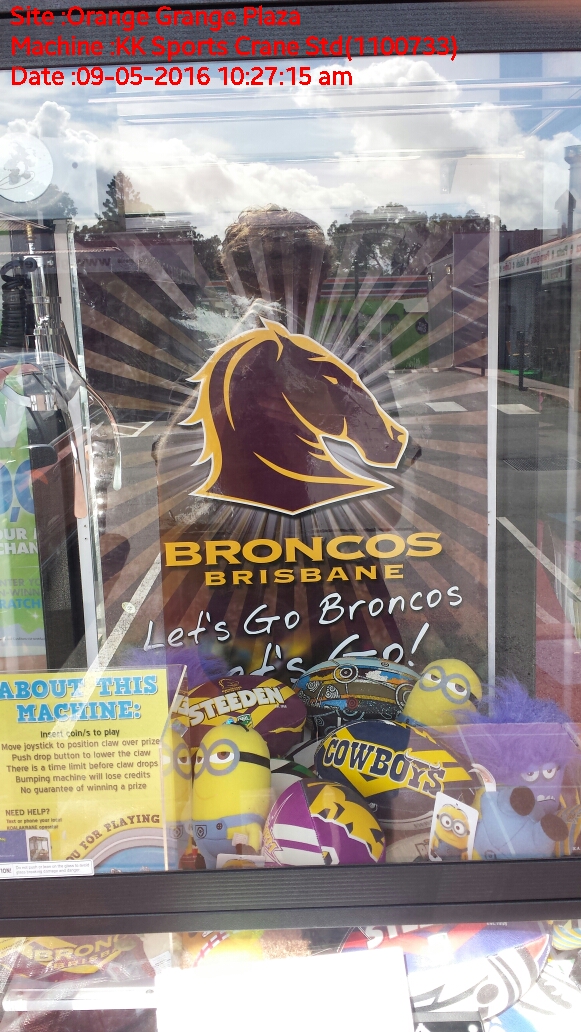 Site :Orange Grange Plaza
Machine :KK Sports Crane Std(1100733)
Date :09-05-2016 10:27:15 am
BRONCOS
BRISBANE
Let's Go Broncos
Go!
STEEDEN
COWBOYS
ABOUT THIS
MACHINE:
Insert coin/s to play
Move joystick to position claw over prize
Push drop button to lower the claw
There is a time limit before claw drops
Bumping machine will lose credits
No guarantee of winning a prize
NEED HELP?
FOR PLAYING
BRON